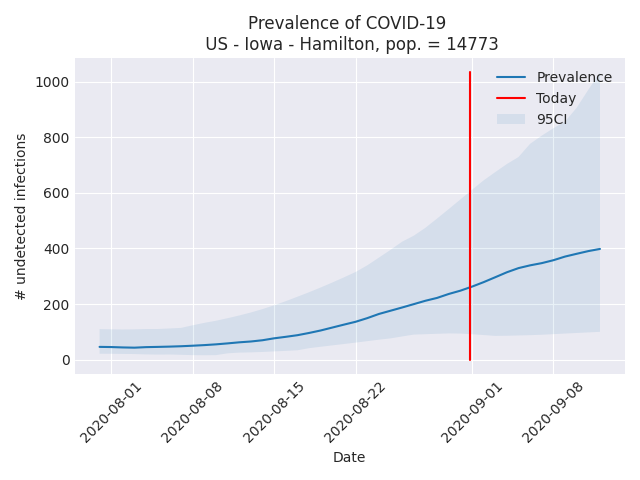 Prevalence of COVID-19
US - Iowa - Hamilton, pop. = 14773
# undetected infections
1000
800
600
400
200
0
Prevalence
Today
95CI
2020-08-01
2020-08-08
2020-08-15
2020-08-22
2020-09-01
2020-09-08
Date